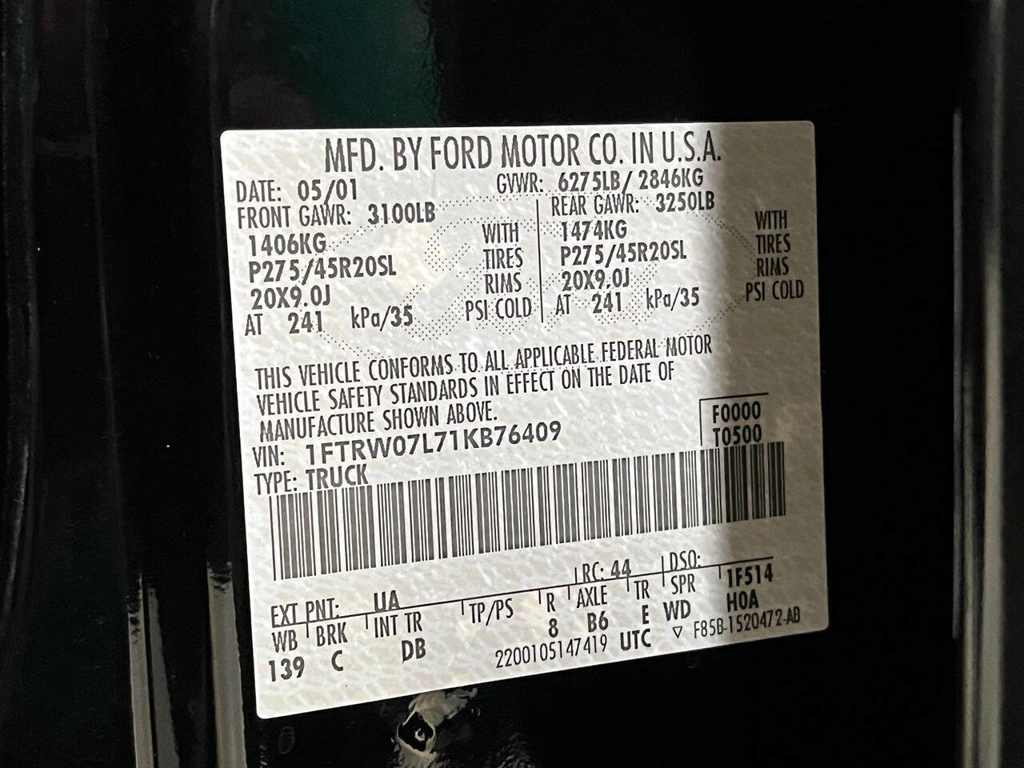 MFD. BY FORD MOTOR CO. IN U.S.A.
DATE: 05/01 GVWR: 6275LB/ 2846KG
FRONT GAWR: 3100LB REAR GAWR: 3250LB
1406KG WITH 1474KG WITH
P275/45R20SL TIRES P275/45R20SL TIRES
20X9.0J RIMS 20X9.0J RIMS
AT 241 kPa/35 PSI COLD AT 241 kPa/35 PSI COLD
THIS VEHICLE CONFORMS TO ALL APPLICABLE FEDERAL MOTOR
VEHICLE SAFETY STANDARDS IN EFFECT ON THE DATE OF
MANUFACTURE SHOWN ABOVE.
VIN: 1FTRW07L71KB76409 F0000
TYPE: TRUCK T0500
EXT PNT: UA RC: 44 DSO: 1F514
WB BRK INT TR TP/PS R AXLE TR SPR H0A
139 C DB 8 B6 E WD
2200105147419 UTC ▽ F85B-1520472-AB